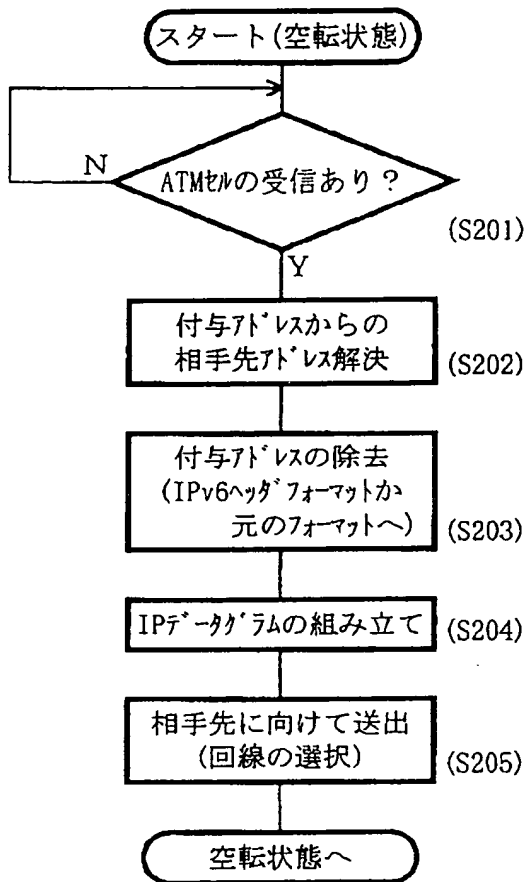 スタート(空転状態)
N
ATMｾﾙの受信あり?
(S201)
Y
付与ｱﾄﾞﾚｽからの
相手先ｱﾄﾞﾚｽ解決
(S202)
付与ｱﾄﾞﾚｽの除去
(IPv6ﾍｯﾀﾞﾌｫｰﾏｯﾄか
元のﾌｫｰﾏｯﾄへ)
(S203)
IPﾃﾞｰﾀｸﾞﾗﾑの組み立て
(S204)
相手先に向けて送出
(回線の選択)
(S205)
空転状態へ